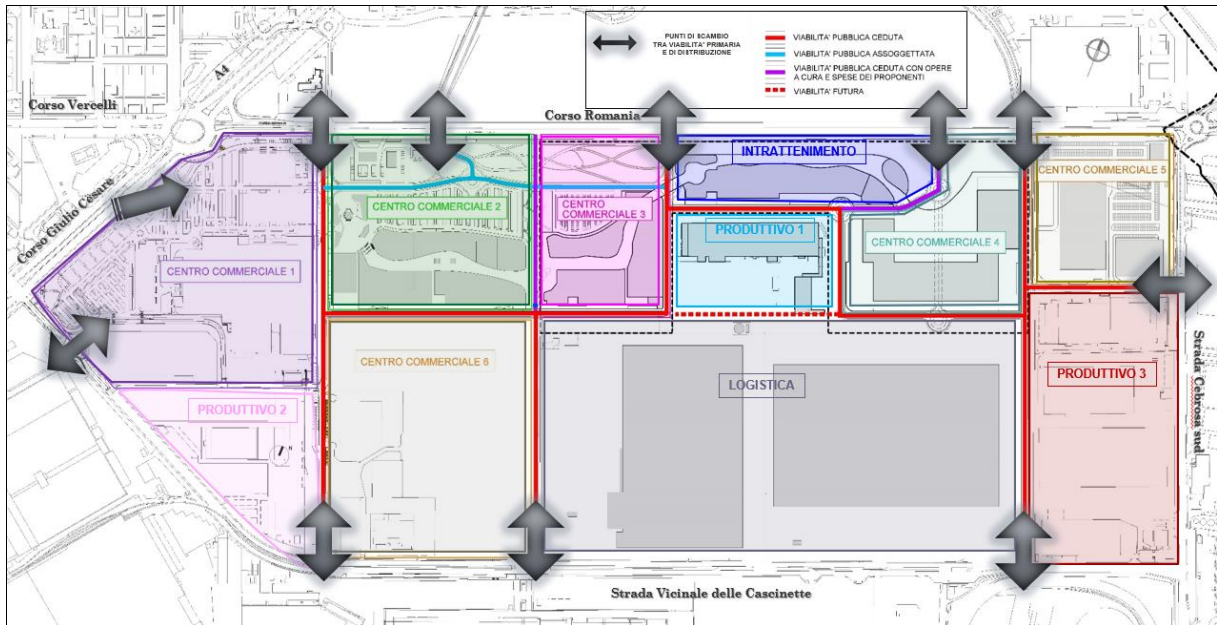 PUNTI DI SCAMBIO
TRA VIABILITA' PRIMARIA
E DI DISTRIBUZIONE
VIABILITA' PUBBLICA CEDUTA
VIABILITA' PUBBLICA ASSOGGETTATA
VIABILITA' PUBBLICA CEDUTA CON OPERE
A CURA E SPESE DEI PROPONENTI
VIABILITA' FUTURA
A4
Corso Vercelli
Corso Romania
Corso Giulio Cesare
INTRATTENIMENTO
CENTRO COMMERCIALE 5
CENTRO COMMERCIALE 2
CENTRO
COMMERCIALE 3
PRODUTTIVO 1
CENTRO COMMERCIALE 4
CENTRO COMMERCIALE 1
CENTRO COMMERCIALE 6
LOGISTICA
PRODUTTIVO 3
PRODUTTIVO 2
N
Strada Cebrosa sud
Strada Vicinale delle Cascinette